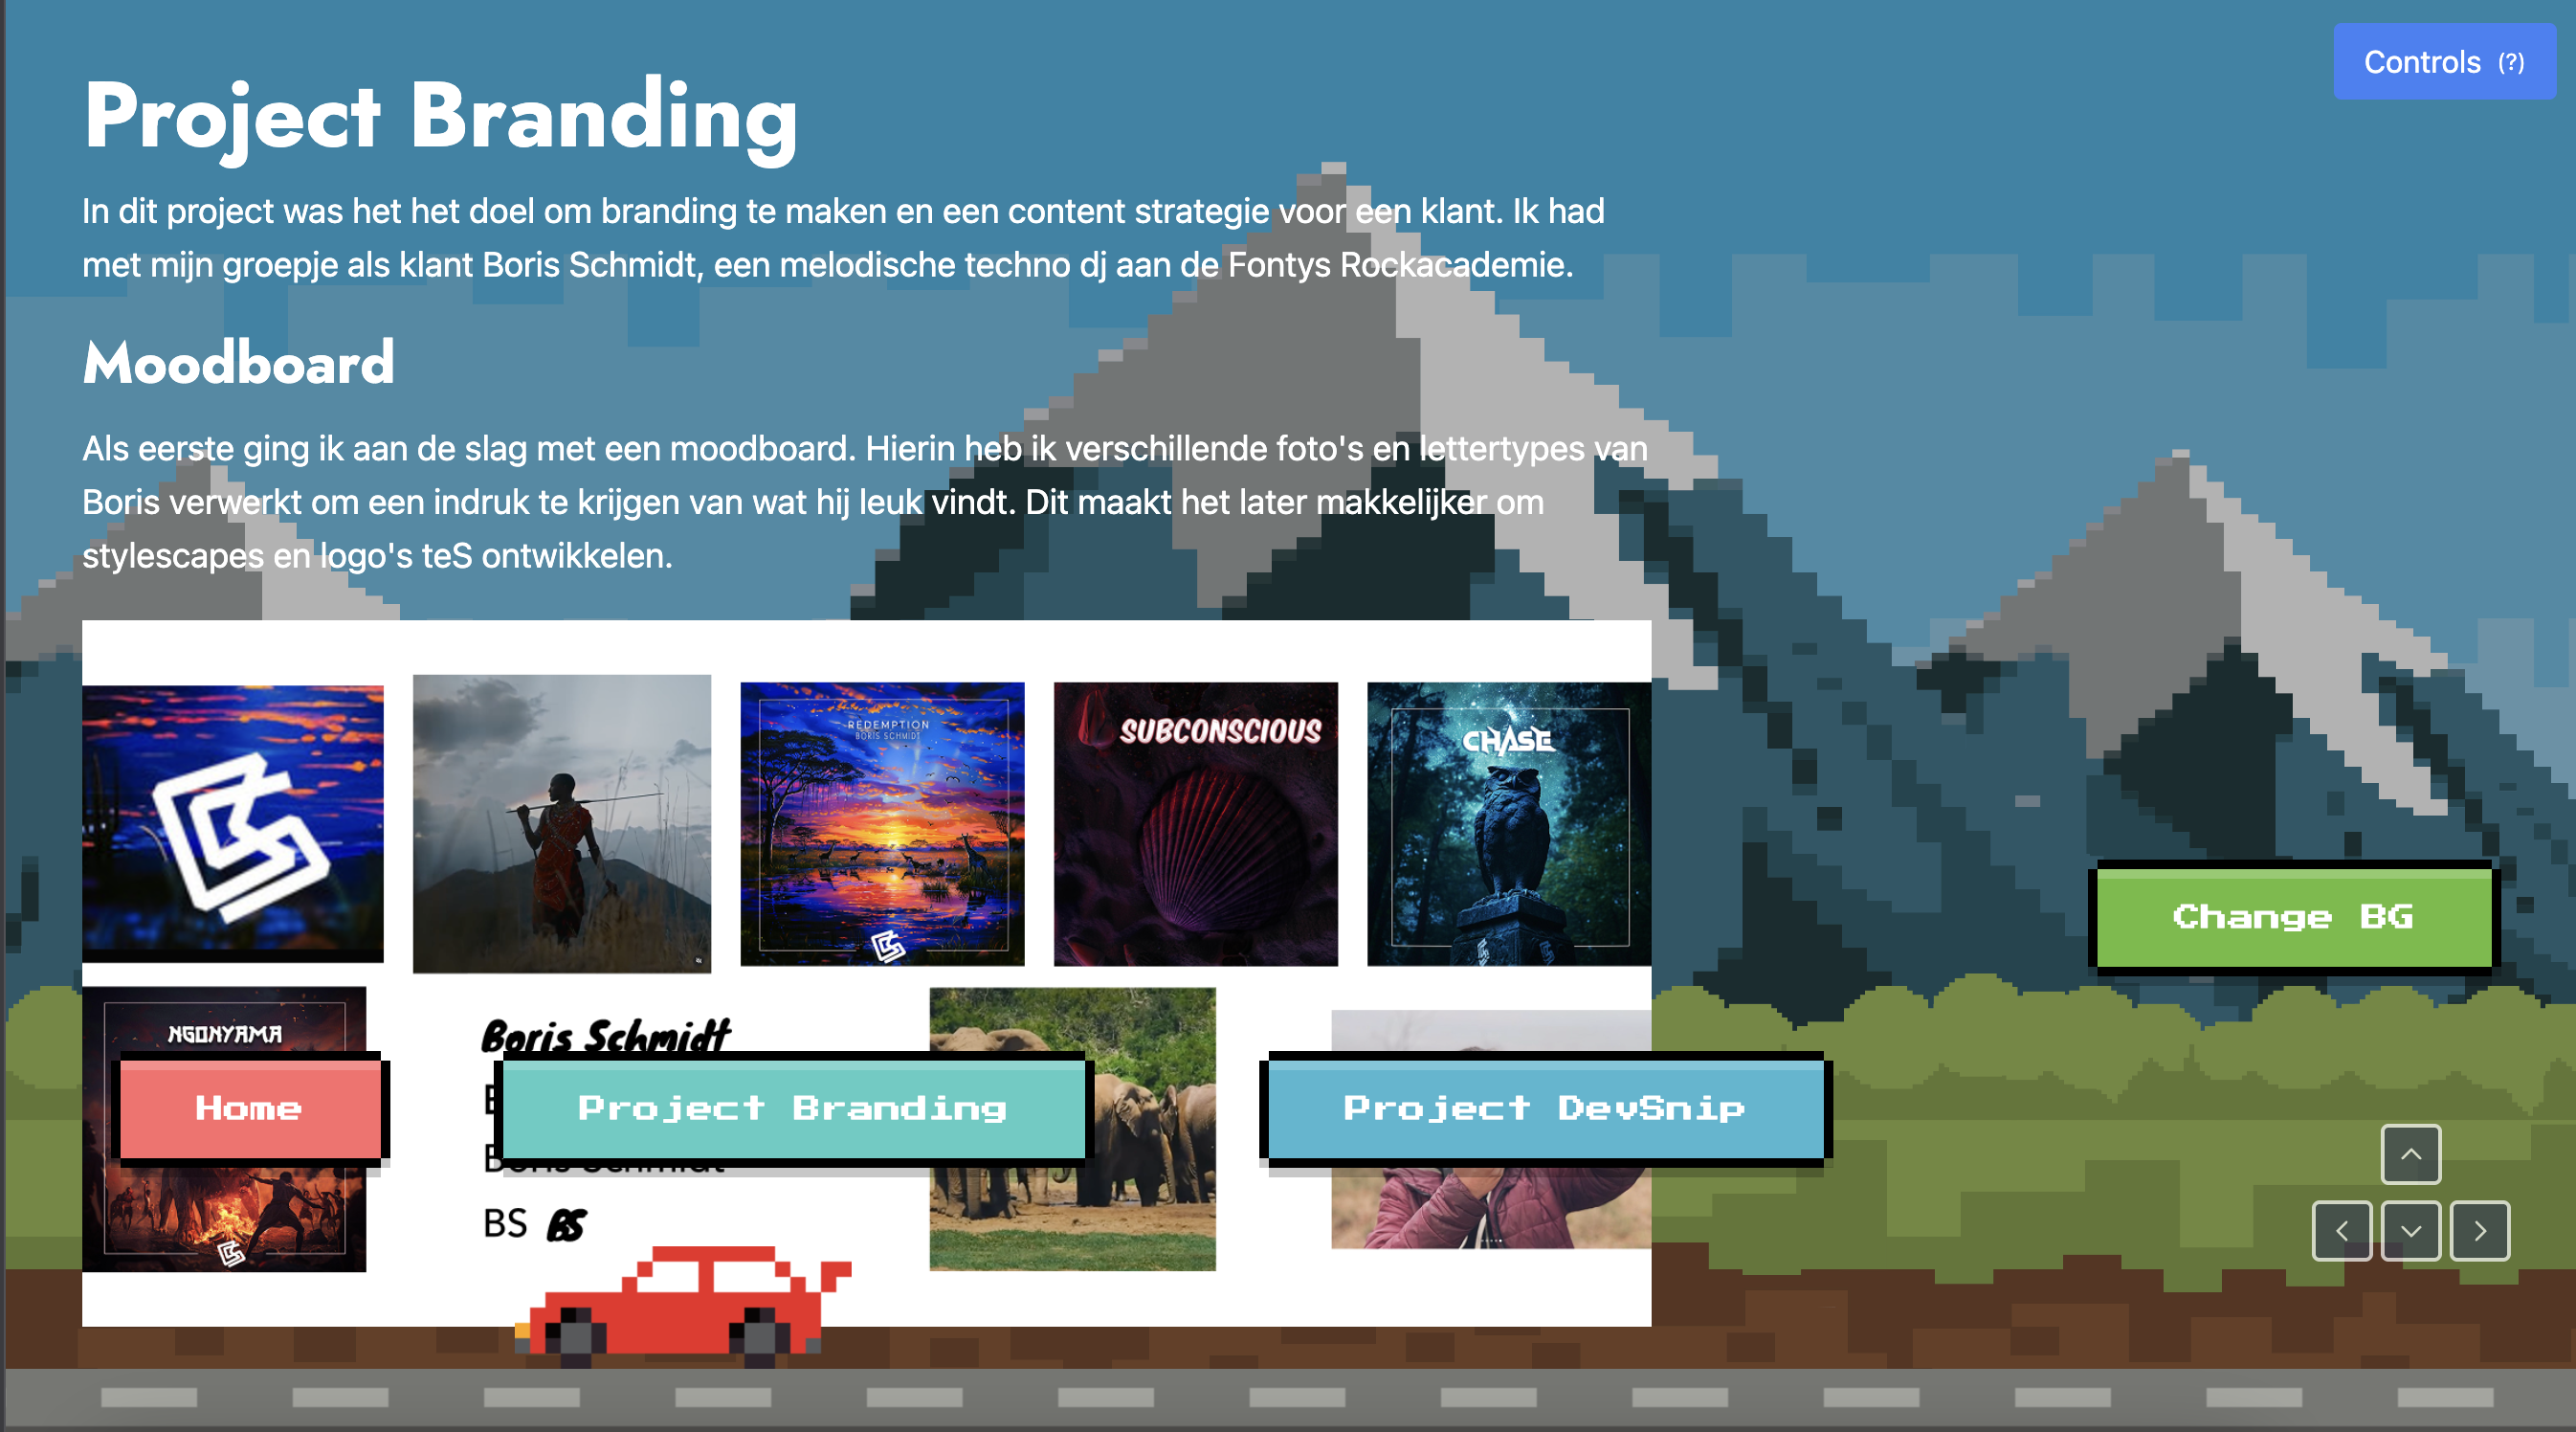 Controls (?)
Project Branding
In dit project was het het doel om branding te maken en een content strategie voor een klant. Ik had
met mijn groepje als klant Boris Schmidt, een melodische techno dj aan de Fontys Rockacademie.
Moodboard
Als eerste ging ik aan de slag met een moodboard. Hierin heb ik verschillende foto's en lettertypes van
Boris verwerkt om een indruk te krijgen van wat hij leuk vindt. Dit maakt het later makkelijker om
stylescapes en logo's teS ontwikkelen.
REDEMPTION
BORIS SCHMIDT
SUBCONSCIOUS
CHASE
Change BG
NGONYAMA
Boris Schmidt
Home
Project Branding
Project DevSnip
Boris Schmidt
BS BS